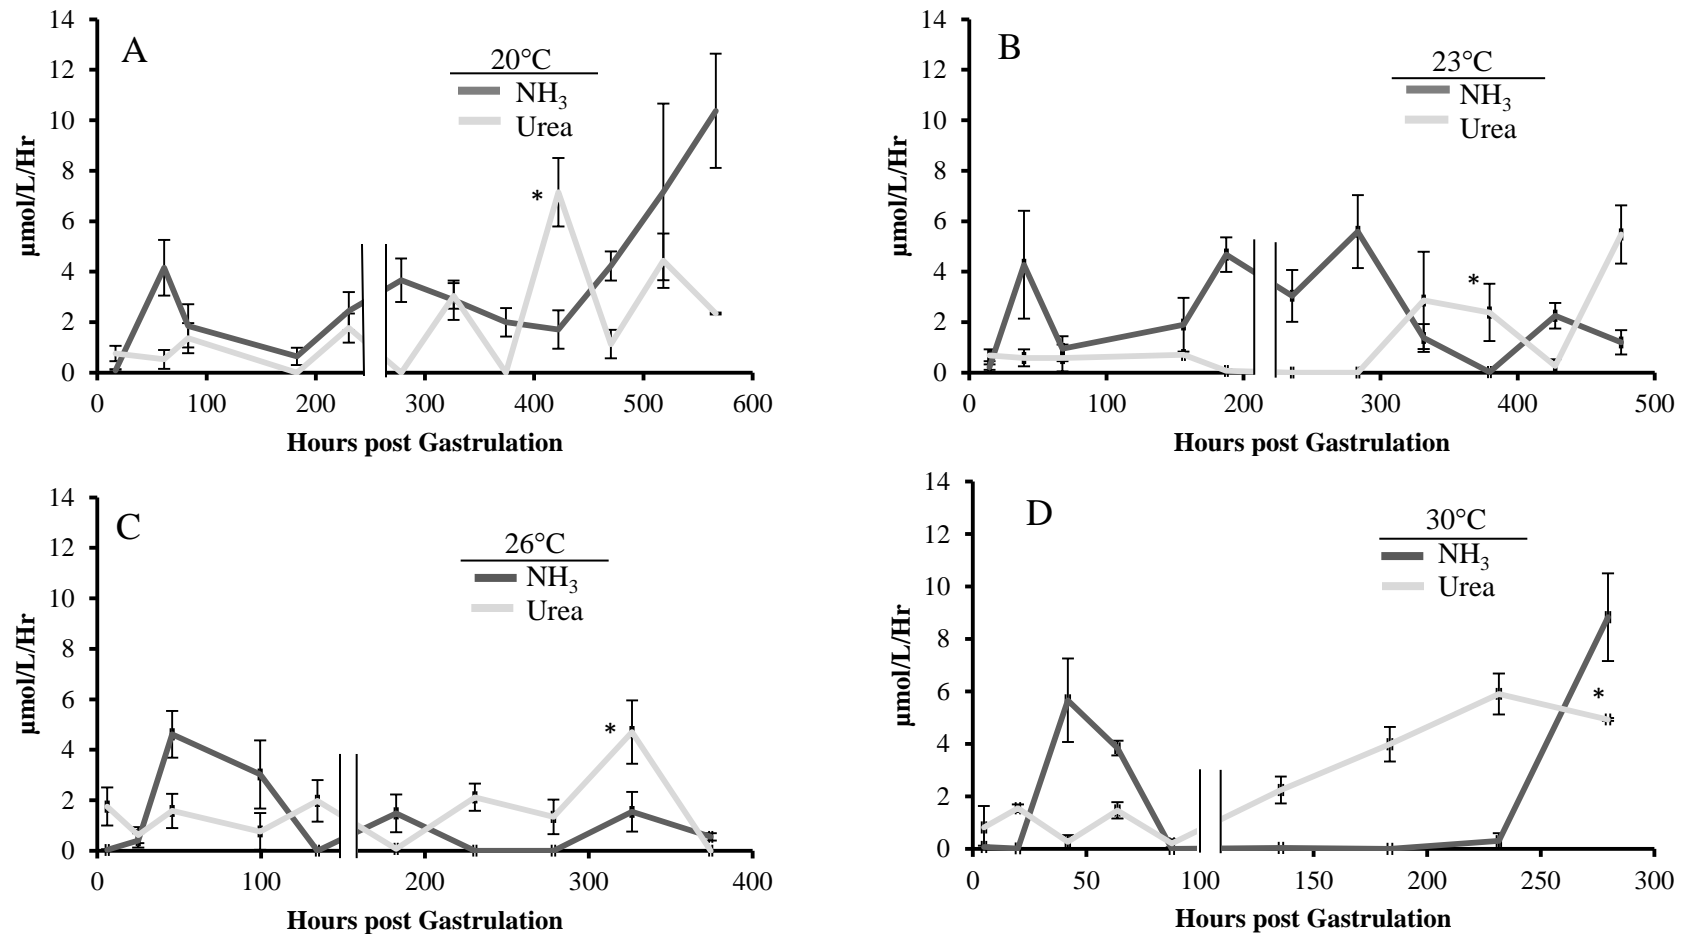 A
20°C
NH₃
Urea
14
12
10
8
6
4
2
0
µmol/L/Hr
*
0 100 200 300 400 500 600
Hours post Gastrulation
B
23°C
NH₃
Urea
14
12
10
8
6
4
2
0
µmol/L/Hr
*
0 100 200 300 400 500
Hours post Gastrulation
C
26°C
NH₃
Urea
14
12
10
8
6
4
2
0
µmol/L/Hr
*
0 100 200 300 400
Hours post Gastrulation
D
30°C
NH₃
Urea
14
12
10
8
6
4
2
0
µmol/L/Hr
*
0 50 100 150 200 250 300
Hours post Gastrulation